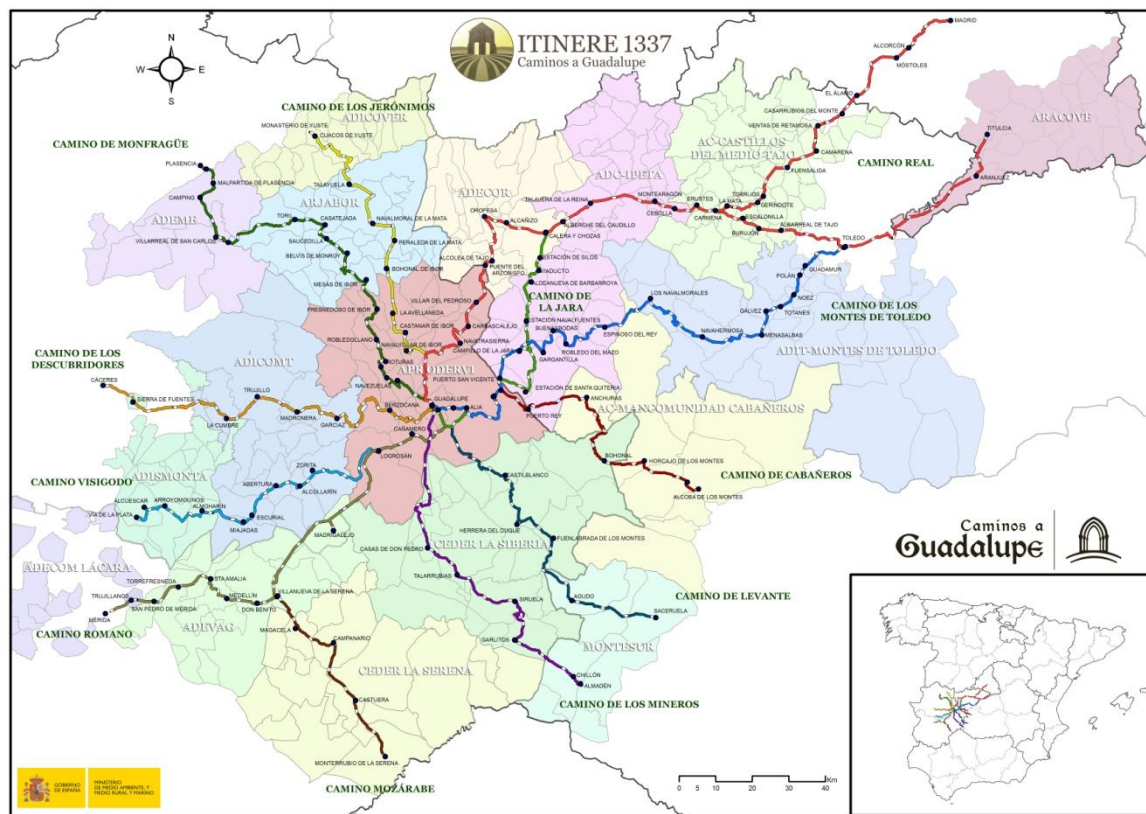 ITINERE 1337
Caminos a Guadalupe
N
W E
S
MADRID
ALCORCÓN
MÓSTOLES
EL ÁLAMO
CASARRUBIOS DEL MONTE
VENTAS DE RETAMOSA
CAMARENA
FUENSALIDA
CAMINO REAL
ARACOVE
TITULCIA
ARANJUEZ
CAMINO DE LOS JERÓNIMOS
ADICOVER
MONASTERIO DE YUSTE
CUACOS DE YUSTE
CAMINO DE MONFRAGÜE
PLASENCIA
MALPARTIDA DE PLASENCIA
CAMPING
ADEME
VILLARREAL DE SAN CARLOS
TALAYUELA
ARJABOR
TORIL
CASATEJADA
NAVALMORAL DE LA MATA
SAUCEDILLA
PERALEDA DE LA MATA
BELVÍS DE MONROY
BOHONAL DE IBOR
MESAS DE IBOR
ADECOR
OROPESA
ALCAÑIZO
ALCOLEA DE TAJO
PUENTE DEL ARZOBISPO
ADC-IPETA
TALAVERA DE LA REINA
MONTEARAGÓN
CEBOLLA
ALBERCHE DEL CAUDILLO
CALERA Y CHOZAS
AC-CASTILLOS
DEL MEDIO TAJO
ERUSTES
CARMENA
LA MATA
TORRIJOS
GERINDOTE
ESCALONILLA
BURUJÓN
ALBARREAL DE TAJO
TOLEDO
ESTACIÓN DE SILOS
VIADUCTO
ALDEANUEVA DE BARBARROYA
CAMINO DE
LA JARA
ESTACIÓN NAVALFUENTES
BUENASBODAS
GARGANTILLA
ROBLEDO DEL MAZO
ESPINOSO DEL REY
LOS NAVALMORALES
NAVAHERMOSA
MENASALBAS
GÁLVEZ
TOTANES
NOEZ
POLÁN
GUADAMUR
CAMINO DE LOS
MONTES DE TOLEDO
ADIT-MONTES DE TOLEDO
VILLAR DEL PEDROSO
CARRASCALEJO
NAVATRASIERRA
CAMPILLO DE LA JARA
LA AVELLANEDA
CASTAÑAR DE IBOR
NAVALVILLAR DE IBOR
FRESNEDOSO DE IBOR
ROBLEDOLLANO
ROTURAS
NAVEZUELAS
APRODERVI
PUERTO SAN VICENTE
ESTACIÓN DE SANTA QUITERIA
PUERTO REY
ANCHURAS
AC-MANCOMUNIDAD CABAÑEROS
BOHONAL
HORCAJO DE LOS MONTES
ALCOBA DE LOS MONTES
CAMINO DE CABAÑEROS
CAMINO DE LOS
DESCUBRIDORES
CÁCERES
SIERRA DE FUENTES
LA CUMBRE
TRUJILLO
ADICOMT
MADROÑERA
GARCIAZ
BERZOCANA
GUADALUPE
ALIA
CAÑAMERO
LOGROSÁN
CAMINO VISIGODO
ADISMONTA
ALCUESCAR
VÍA DE LA PLATA
ARROYOMOLINOS
ALMOHARÍN
MIAJADAS
ESCURIAL
ABERTURA
ZORITA
ALCOLLARÍN
MADRIGALEJO
ADECOM LÁCARA
CAMINO ROMANO
MÉRIDA
TRUJILLANOS
SAN PEDRO DE MÉRIDA
TORREFRESNEDA
STA AMALIA
MEDELLÍN
DON BENITO
VILLANUEVA DE LA SERENA
ADEVAG
MAGACELA
CAMPANARIO
CEDER LA SERENA
CASTUERA
MONTERRUBIO DE LA SERENA
CAMINO MOZÁRABE
CASTILBLANCO
HERRERA DEL DUQUE
FUENLABRADA DE LOS MONTES
CEDER LA SIBERIA
CASAS DE DON PEDRO
TALARRUBIAS
SIRUELA
GARLITOS
AGUDO
SACERUELA
CAMINO DE LEVANTE
MONTESUR
CHILLÓN
ALMADÉN
CAMINO DE LOS MINEROS
Caminos a
Guadalupe
0 5 10 20 30 40
Km
GOBIERNO
DE ESPAÑA
MINISTERIO
DE MEDIO AMBIENTE, Y
MEDIO RURAL Y MARINO